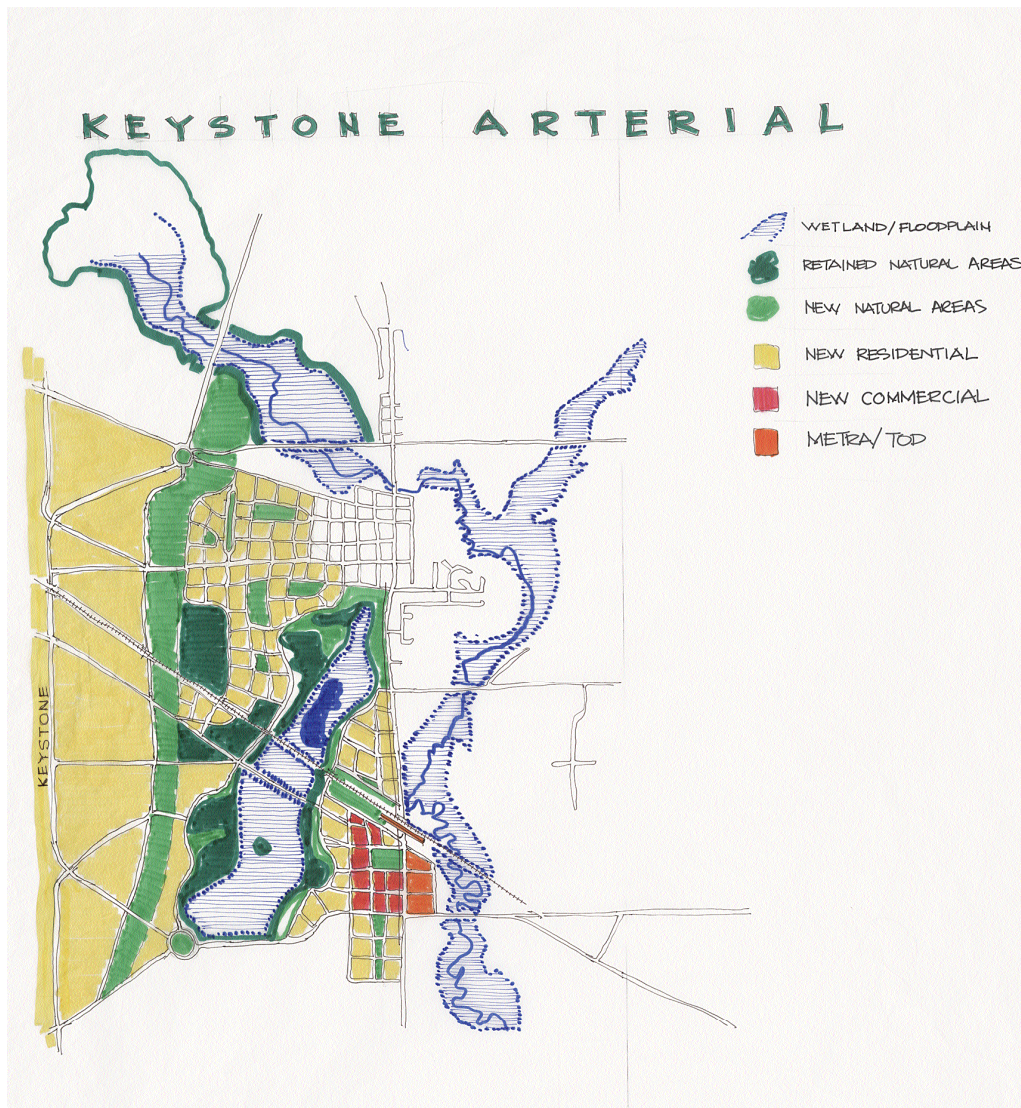 KEYSTONE ARTERIAL
WETLAND/FLOODPLAIN
RETAINED NATURAL AREAS
NEW NATURAL AREAS
NEW RESIDENTIAL
NEW COMMERCIAL
METRA/TOD
KEYSTONE